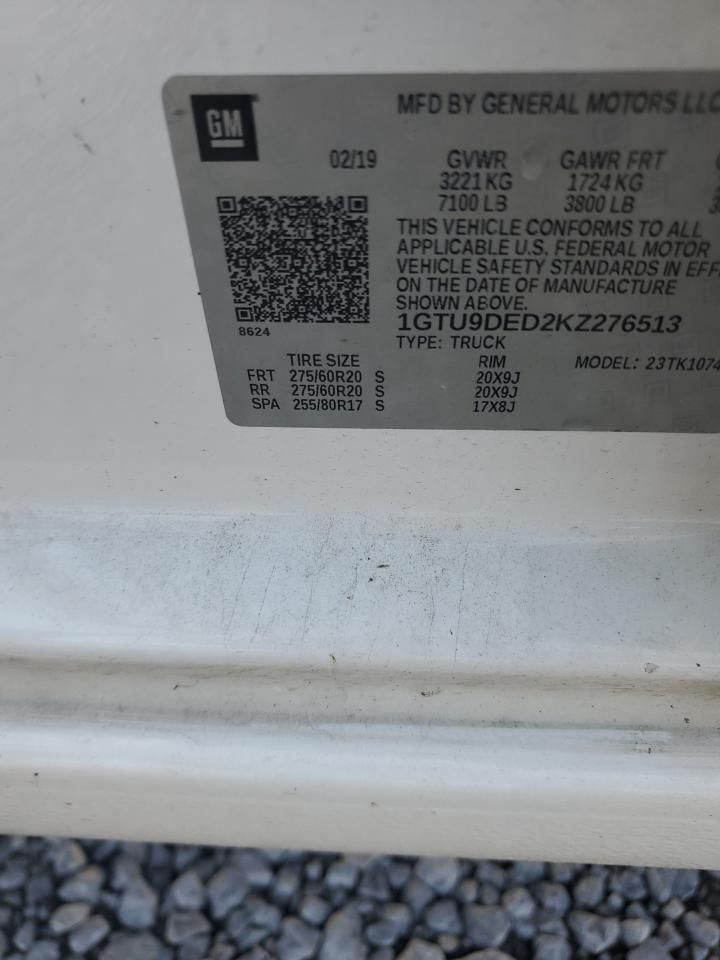 GM
MFD BY GENERAL MOTORS LLC
02/19 GVWR GAWR FRT
3221 KG 1724 KG
7100 LB 3800 LB
THIS VEHICLE CONFORMS TO ALL
APPLICABLE U.S. FEDERAL MOTOR
VEHICLE SAFETY STANDARDS IN EFF
ON THE DATE OF MANUFACTURE
SHOWN ABOVE.
8624
1GTU9DED2KZ276513
TYPE: TRUCK
TIRE SIZE RIM MODEL: 23TK1074
FRT 275/60R20 S 20X9J
RR 275/60R20 S 20X9J
SPA 255/80R17 S 17X8J